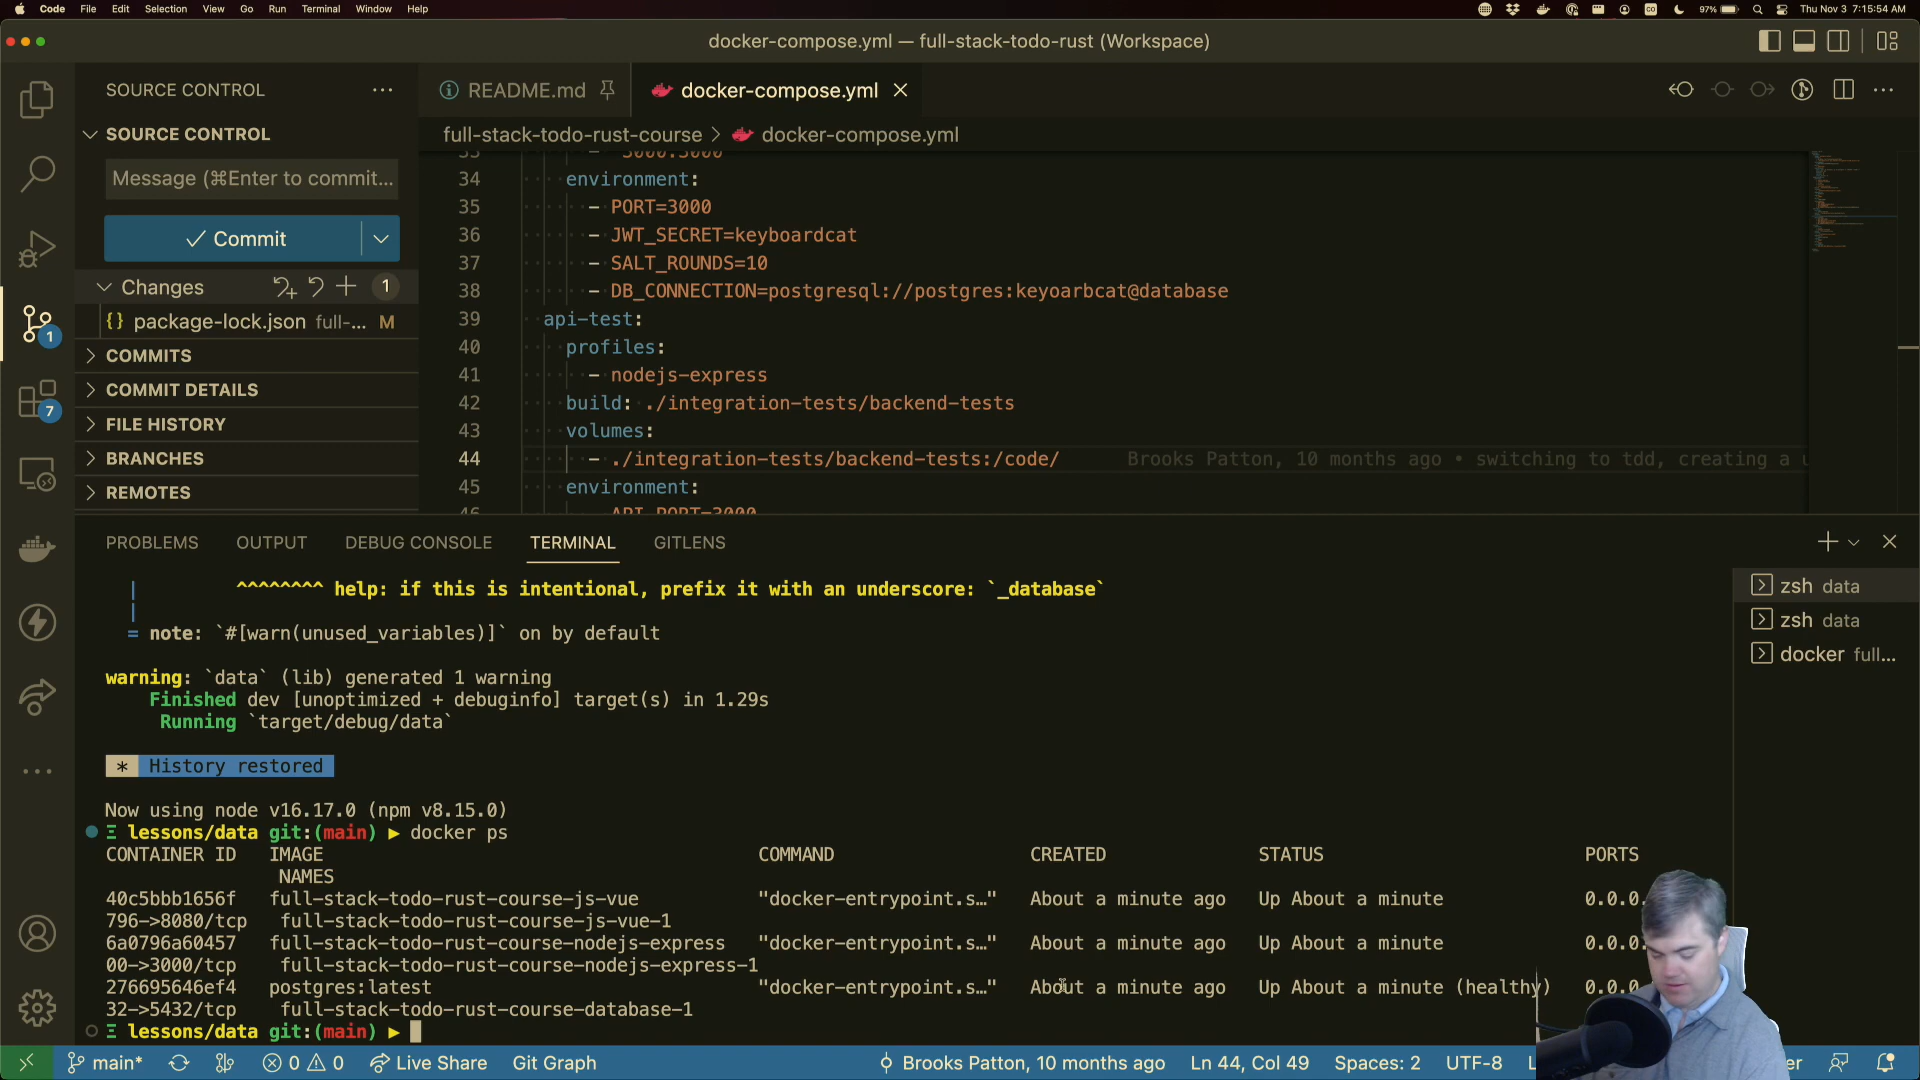 Code File Edit Selection View Go Run Terminal Window Help 97% Thu Nov 3 7:15:54 AM
docker-compose.yml — full-stack-todo-rust (Workspace)
SOURCE CONTROL
README.md
docker-compose.yml
full-stack-todo-rust-course > docker-compose.yml
SOURCE CONTROL
Message (⌘Enter to commit...
Commit
Changes 1
package-lock.json full-... M
COMMITS
COMMIT DETAILS
FILE HISTORY
BRANCHES
REMOTES
1
7
34 environment:
35 - PORT=3000
36 - JWT_SECRET=keyboardcat
37 - SALT_ROUNDS=10
38 - DB_CONNECTION=postgresql://postgres:keyoarbcat@database
39 api-test:
40 profiles:
41 - nodejs-express
42 build: ./integration-tests/backend-tests
43 volumes:
44 - ./integration-tests/backend-tests:/code/ Brooks Patton, 10 months ago • switching to tdd, creating a
45 environment:
PROBLEMS OUTPUT DEBUG CONSOLE TERMINAL GITLENS
^^^^^^^^ help: if this is intentional, prefix it with an underscore: `_database`
= note: `#[warn(unused_variables)]` on by default
warning: `data` (lib) generated 1 warning
Finished dev [unoptimized + debuginfo] target(s) in 1.29s
Running `target/debug/data`
* History restored
Now using node v16.17.0 (npm v8.15.0)
Ξ lessons/data git:(main) ▶ docker ps
CONTAINER ID IMAGE COMMAND CREATED STATUS PORTS
NAMES
40c5bbb1656f full-stack-todo-rust-course-js-vue "docker-entrypoint.s…" About a minute ago Up About a minute 0.0.0.
796->8080/tcp full-stack-todo-rust-course-js-vue-1
6a0796a60457 full-stack-todo-rust-course-nodejs-express "docker-entrypoint.s…" About a minute ago Up About a minute 0.0.0
00->3000/tcp full-stack-todo-rust-course-nodejs-express-1
276695646ef4 postgres:latest "docker-entrypoint.s…" About a minute ago Up About a minute (healthy) 0.0.
32->5432/tcp full-stack-todo-rust-course-database-1
Ξ lessons/data git:(main) ▶
zsh data
zsh data
docker full...
main* 0 0 Live Share Git Graph Brooks Patton, 10 months ago Ln 44, Col 49 Spaces: 2 UTF-8